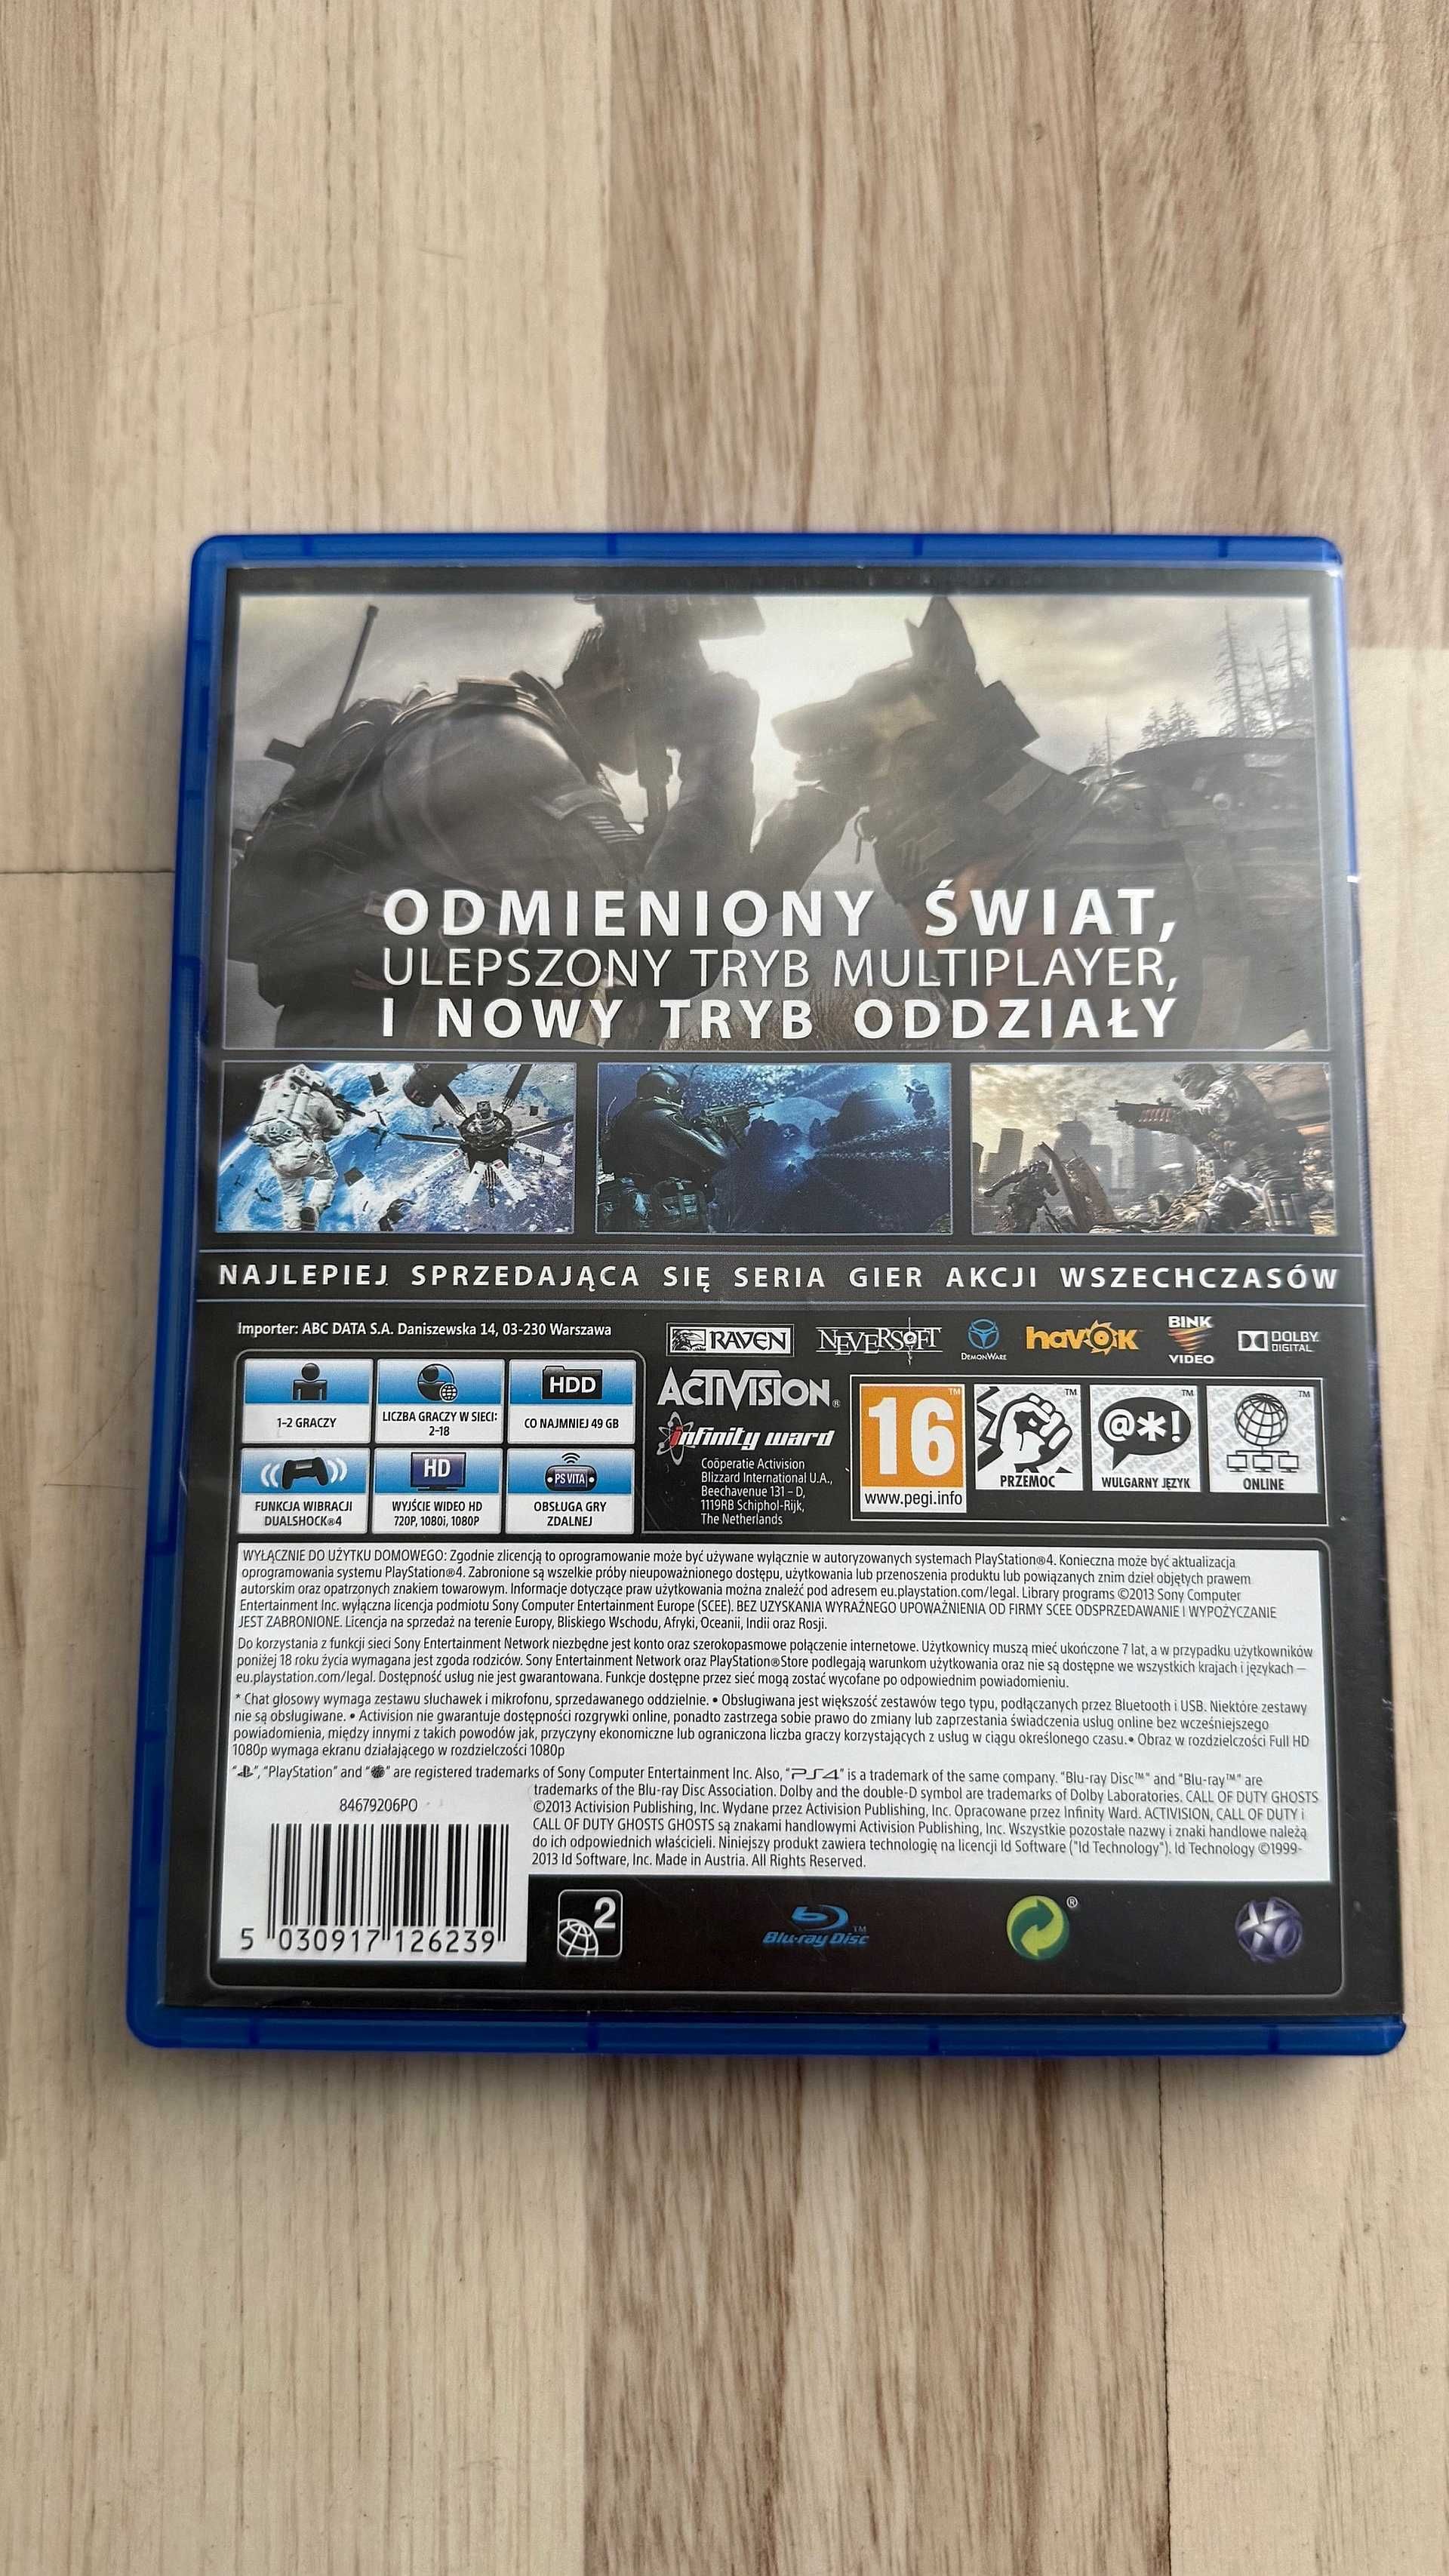 ODMIENIONY ŚWIAT,
ULEPSZONY TRYB MULTIPLAYER,
I NOWY TRYB ODDZIAŁY
NAJLEPIEJ SPRZEDAJĄCA SIĘ SERIA GIER AKCJI WSZECHCZASÓW
Importer: ABC DATA S.A. Daniszewska 14, 03-230 Warszawa
RAVEN
NEVERSOFT
DEMONWARE
havok
BINK
VIDEO
DOLBY
DIGITAL
1-2 GRACZY
LICZBA GRACZY W SIECI:
2-18
HDD
CO NAJMNIEJ 49 GB
FUNKCJA WIBRACJI
DUALSHOCK®4
HD
WYJŚCIE WIDEO HD
720P, 1080i, 1080P
PS VITA
OBSŁUGA GRY
ZDALNEJ
ACTIVISION®
infinity ward
Coöperatie Activision
Blizzard International U.A.,
Beechavenue 131 – D,
1119RB Schiphol-Rijk,
The Netherlands
16™
www.pegi.info
™
PRZEMOC
™
@*!
WULGARNY JĘZYK
™
ONLINE
WYŁĄCZNIE DO UŻYTKU DOMOWEGO: Zgodnie zlicencją to oprogramowanie może być używane wyłącznie w autoryzowanych systemach PlayStation®4. Konieczna może być aktualizacja
oprogramowania systemu PlayStation®4. Zabronione są wszelkie próby nieupoważnionego dostępu, użytkowania lub przenoszenia produktu lub powiązanych znim dzieł objętych prawem
autorskim oraz opatrzonych znakiem towarowym. Informacje dotyczące praw użytkowania można znaleźć pod adresem eu.playstation.com/legal. Library programs ©2013 Sony Computer
Entertainment Inc. wyłączna licencja podmiotu Sony Computer Entertainment Europe (SCEE). BEZ UZYSKANIA WYRAŹNEGO UPOWAŻNIENIA OD FIRMY SCEE ODSPRZEDAWANIE I WYPOŻYCZANIE
JEST ZABRONIONE. Licencja na sprzedaż na terenie Europy, Bliskiego Wschodu, Afryki, Oceanii, Indii oraz Rosji.
Do korzystania z funkcji sieci Sony Entertainment Network niezbędne jest konto oraz szerokopasmowe połączenie internetowe. Użytkownicy muszą mieć ukończone 7 lat, a w przypadku użytkowników
poniżej 18 roku życia wymagana jest zgoda rodziców. Sony Entertainment Network oraz PlayStation®Store podlegają warunkom użytkowania oraz nie są dostępne we wszystkich krajach i językach –
eu.playstation.com/legal. Dostępność usług nie jest gwarantowana. Funkcje dostępne przez sieć mogą zostać wycofane po odpowiednim powiadomieniu.
* Chat głosowy wymaga zestawu słuchawek i mikrofonu, sprzedawanego oddzielnie. • Obsługiwana jest większość zestawów tego typu, podłączanych przez Bluetooth i USB. Niektóre zestawy
nie są obsługiwane. • Activision nie gwarantuje dostępności rozgrywki online, ponadto zastrzega sobie prawo do zmiany lub zaprzestania świadczenia usług online bez wcześniejszego
powiadomienia, między innymi z takich powodów jak, przyczyny ekonomiczne lub ograniczona liczba graczy korzystających z usług w ciągu określonego czasu.• Obraz w rozdzielczości Full HD
1080p wymaga ekranu działającego w rozdzielczości 1080p
"", "PlayStation" and "" are registered trademarks of Sony Computer Entertainment Inc. Also, "PS4" is a trademark of the same company. "Blu-ray Disc™" and "Blu-ray™" are
trademarks of the Blu-ray Disc Association. Dolby and the double-D symbol are trademarks of Dolby Laboratories. CALL OF DUTY GHOSTS
©2013 Activision Publishing, Inc. Wydane przez Activision Publishing, Inc. Opracowane przez Infinity Ward. ACTIVISION, CALL OF DUTY i
CALL OF DUTY GHOSTS GHOSTS są znakami handlowymi Activision Publishing, Inc. Wszystkie pozostałe nazwy i znaki handlowe należą
do ich odpowiednich właścicieli. Niniejszy produkt zawiera technologię na licencji Id Software ("Id Technology"). Id Technology ©1999-
2013 Id Software, Inc. Made in Austria. All Rights Reserved.
84679206PO
5 030917 126239
2
Blu-ray Disc™
®